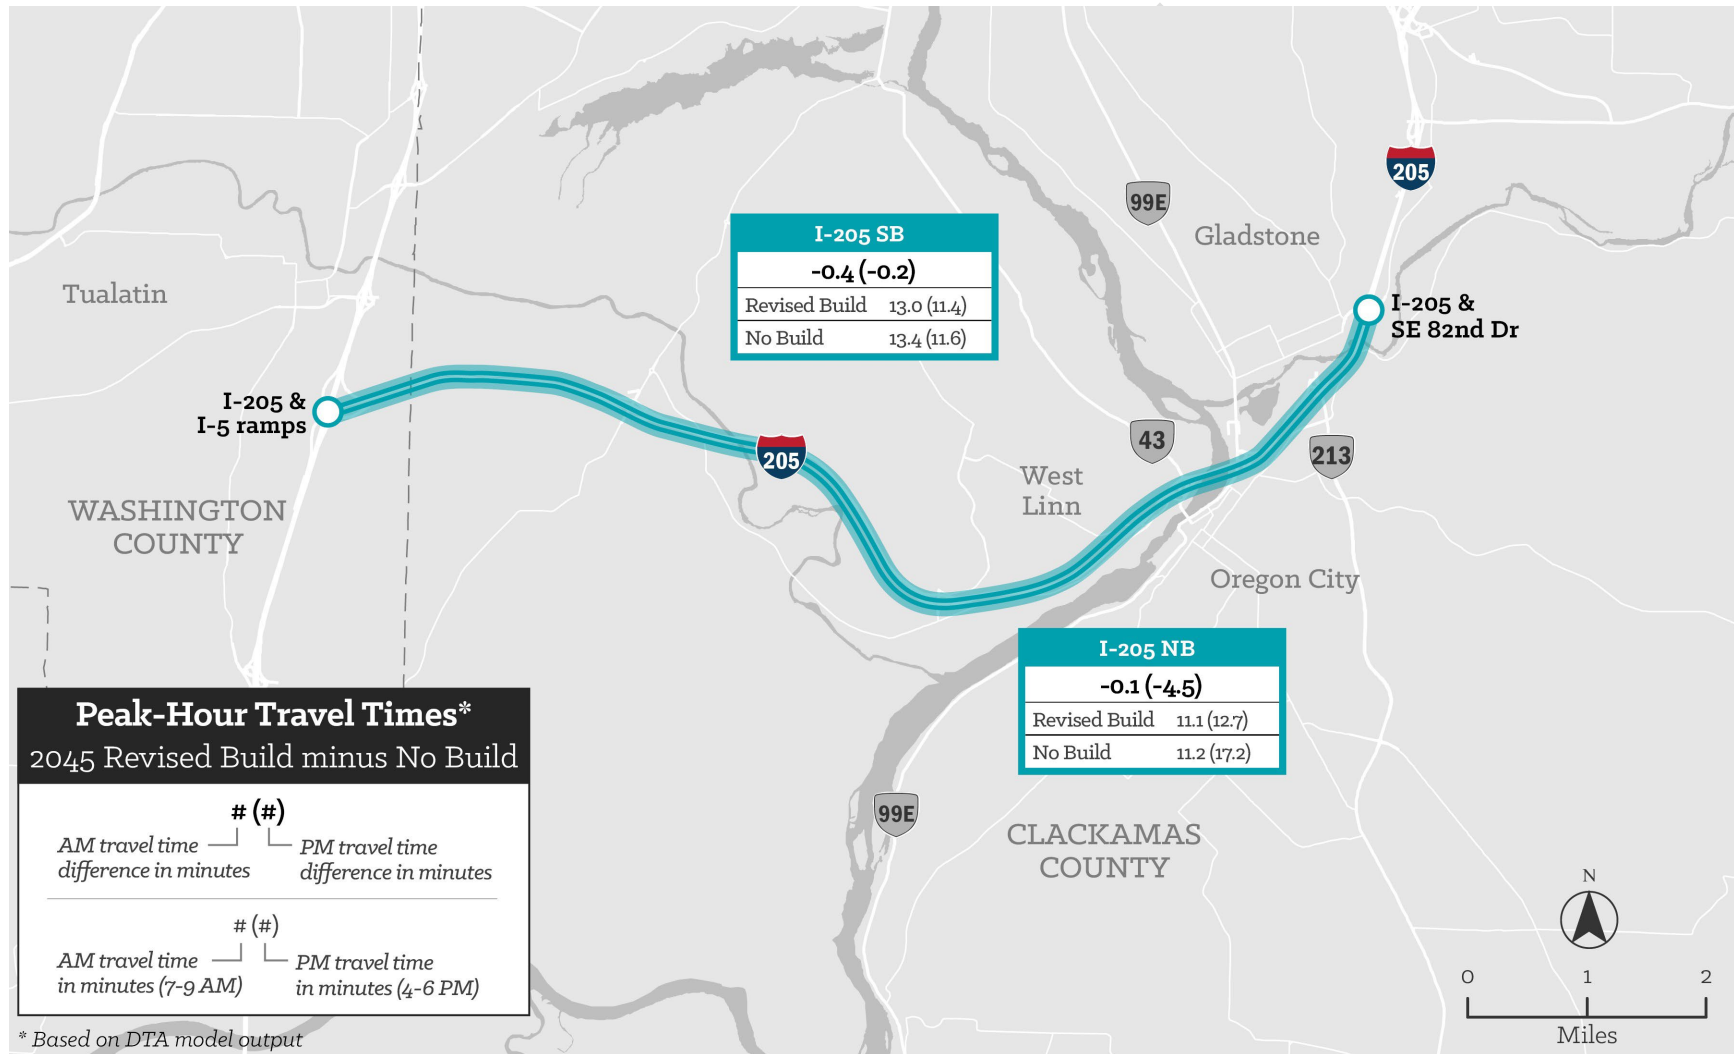 205
99E
Gladstone
I-205 SB
-0.4 (-0.2)
Revised Build 13.0 (11.4)
No Build 13.4 (11.6)
Tualatin
I-205 &
SE 82nd Dr
I-205 &
I-5 ramps
205
43
213
West
Linn
WASHINGTON
COUNTY
Oregon City
I-205 NB
-0.1 (-4.5)
Revised Build 11.1 (12.7)
No Build 11.2 (17.2)
99E
CLACKAMAS
COUNTY
Peak-Hour Travel Times*
2045 Revised Build minus No Build
# (#)
AM travel time
difference in minutes
PM travel time
difference in minutes
# (#)
AM travel time
in minutes (7-9 AM)
PM travel time
in minutes (4-6 PM)
* Based on DTA model output
N
0 1 2
Miles